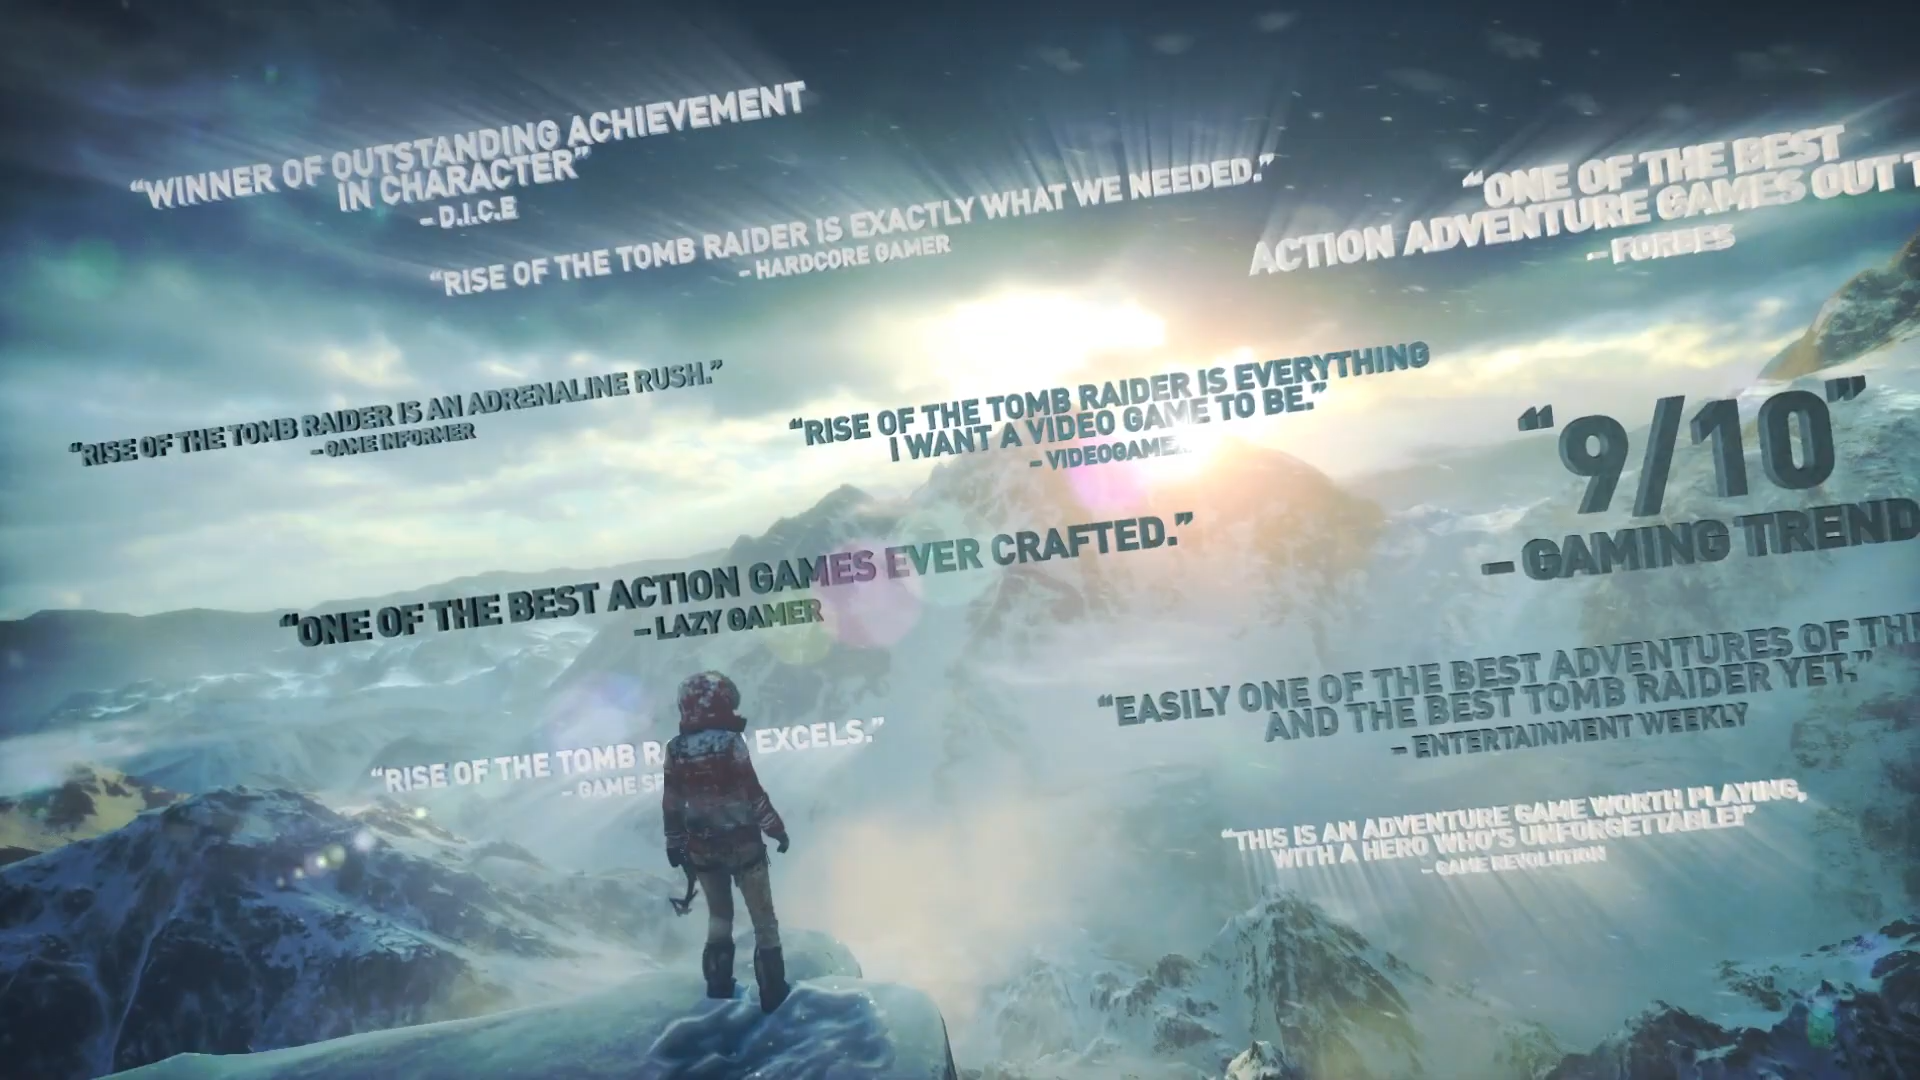 “WINNER OF OUTSTANDING ACHIEVEMENT
IN CHARACTER”
– D.I.C.E
“RISE OF THE TOMB RAIDER IS EXACTLY WHAT WE NEEDED.”
– HARDCORE GAMER
“ONE OF THE BEST
ACTION ADVENTURE GAMES OUT T
– FORBES
“RISE OF THE TOMB RAIDER IS AN ADRENALINE RUSH.”
– GAME INFORMER
“RISE OF THE TOMB RAIDER IS EVERYTHING
I WANT A VIDEO GAME TO BE.”
– VIDEOGAME
“9/10”
– GAMING TREND
“ONE OF THE BEST ACTION GAMES EVER CRAFTED.”
– LAZY GAMER
“EASILY ONE OF THE BEST ADVENTURES OF THE
AND THE BEST TOMB RAIDER YET.”
– ENTERTAINMENT WEEKLY
“RISE OF THE TOMB R EXCELS.”
– GAME SP
“THIS IS AN ADVENTURE GAME WORTH PLAYING,
WITH A HERO WHO’S UNFORGETTABLE!”
– GAME REVOLUTION